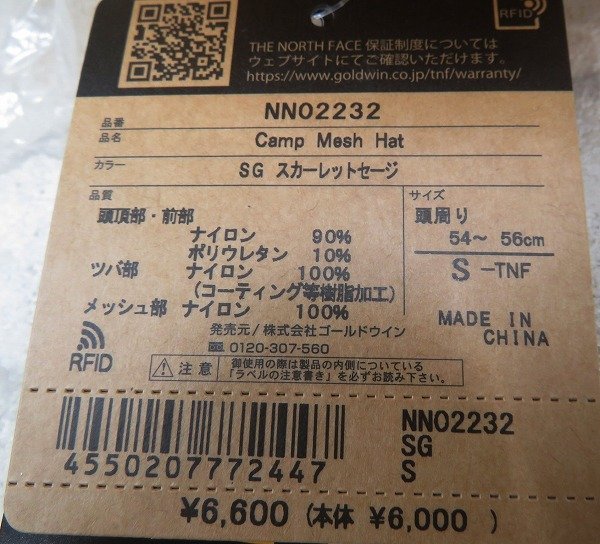 RFID
THE NORTH FACE 保証制度については
ウェブサイトにてご確認いただけます。
https://www.goldwin.co.jp/tnf/warranty/
品番 NN02232
品名 Camp Mesh Hat
カラー SG スカーレットセージ
品質
頭頂部・前部
ナイロン 90%
ポリウレタン 10%
ツバ部 ナイロン 100%
(コーティング等樹脂加工)
メッシュ部 ナイロン 100%
サイズ
頭周り
54〜 56cm
S -TNF
MADE IN
CHINA
発売元/株式会社ゴールドウイン
0120-307-560
RFID
注意 御使用の際は製品の内側についている
「ラベルの注意書き」を必ずお読み下さい。
4550207772447
NN02232
SG
S
¥6,600 (本体 ¥6,000 )